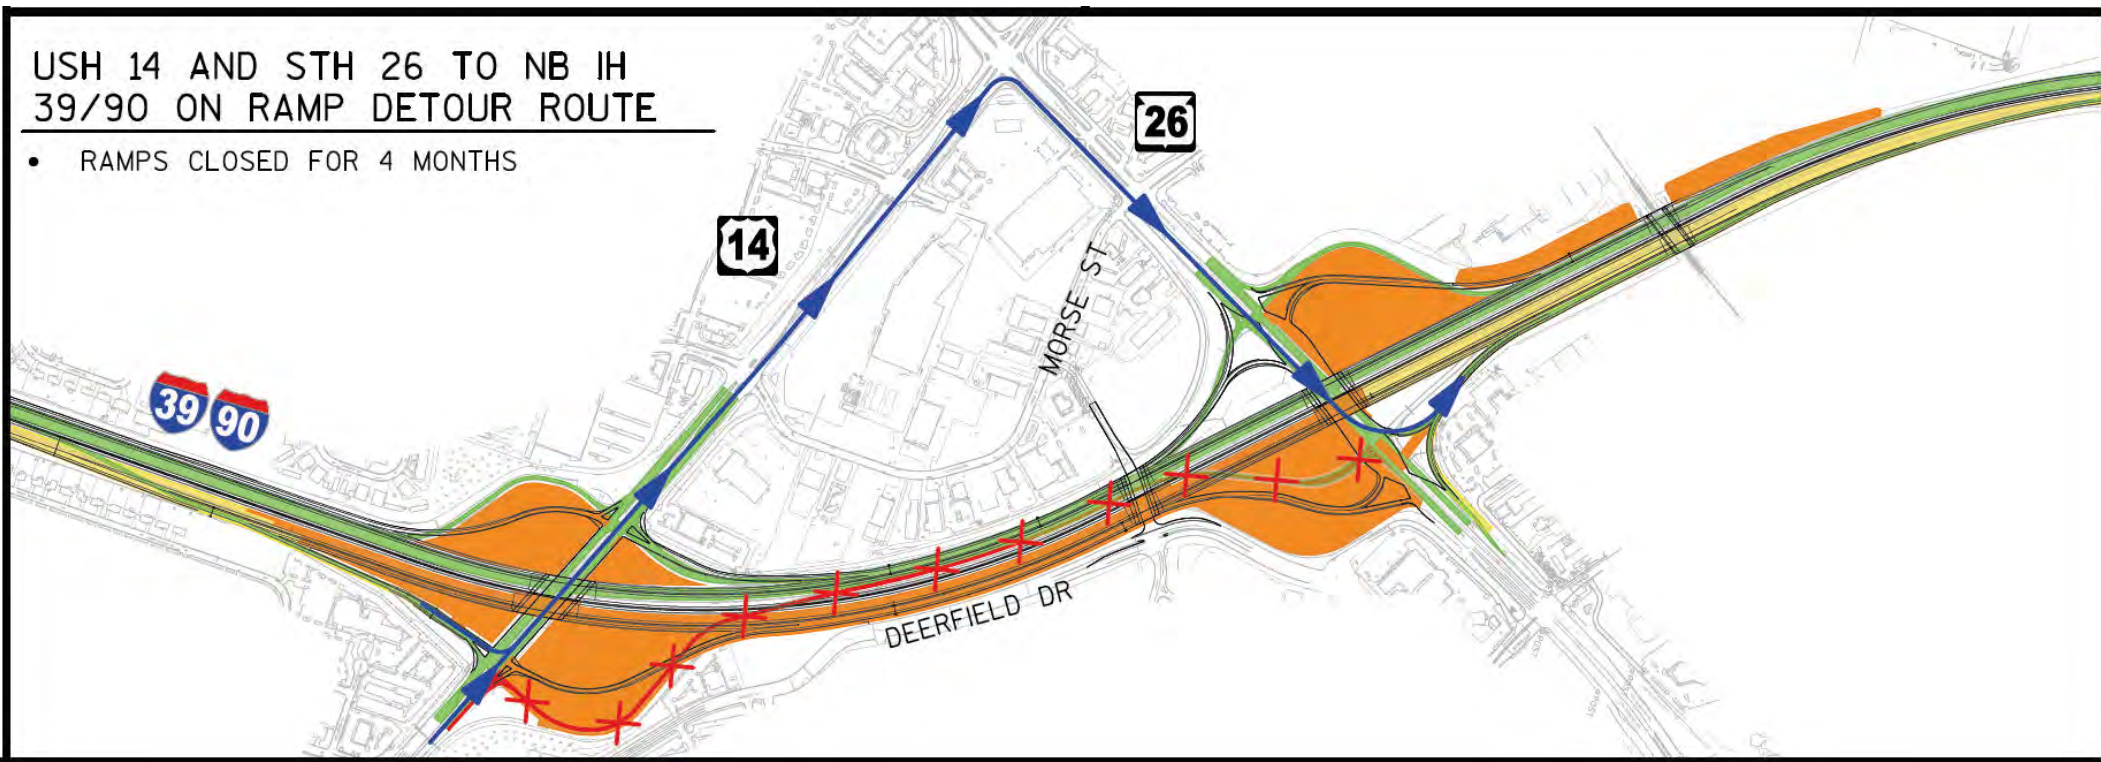 USH 14 AND STH 26 TO NB IH
39/90 ON RAMP DETOUR ROUTE
• RAMPS CLOSED FOR 4 MONTHS
26
14
MORSE ST
39 90
DEERFIELD DR